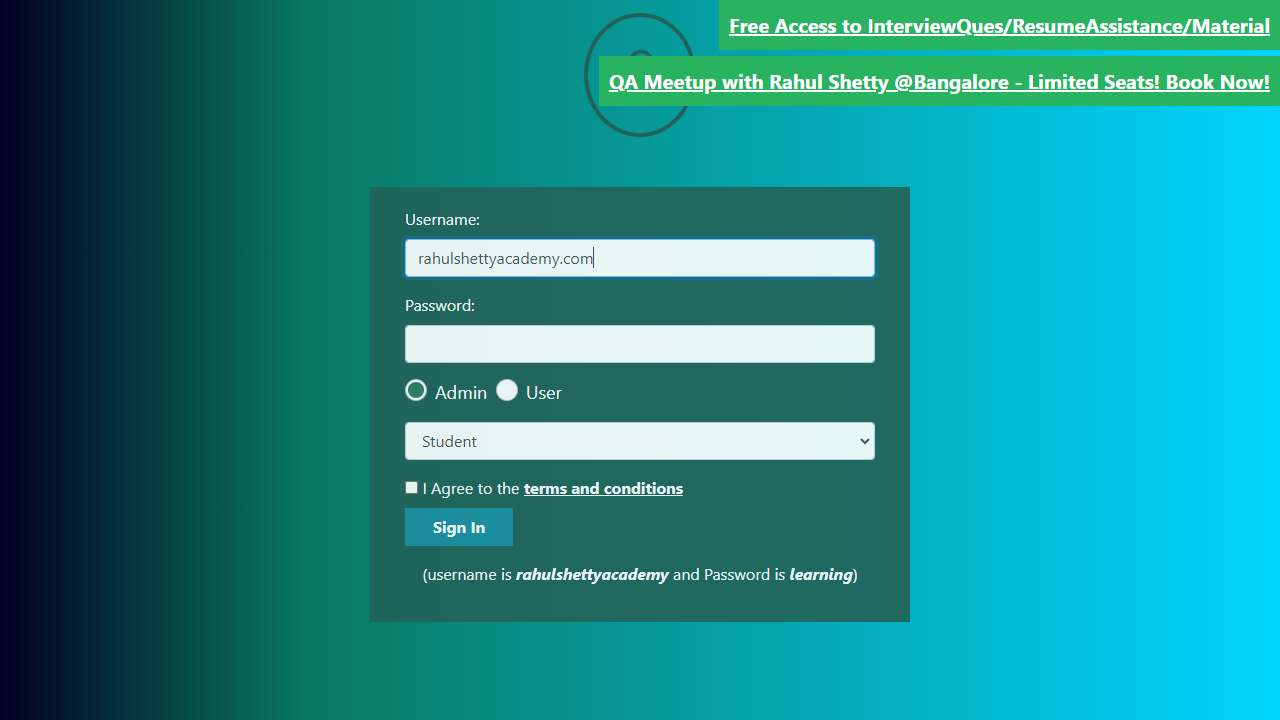 Free Access to InterviewQues/ResumeAssistance/Material
QA Meetup with Rahul Shetty @Bangalore - Limited Seats! Book Now!
Username:
rahulshettyacademy.com
Password:
Admin User
Student
I Agree to the terms and conditions
Sign In
(username is rahulshettyacademy and Password is learning)